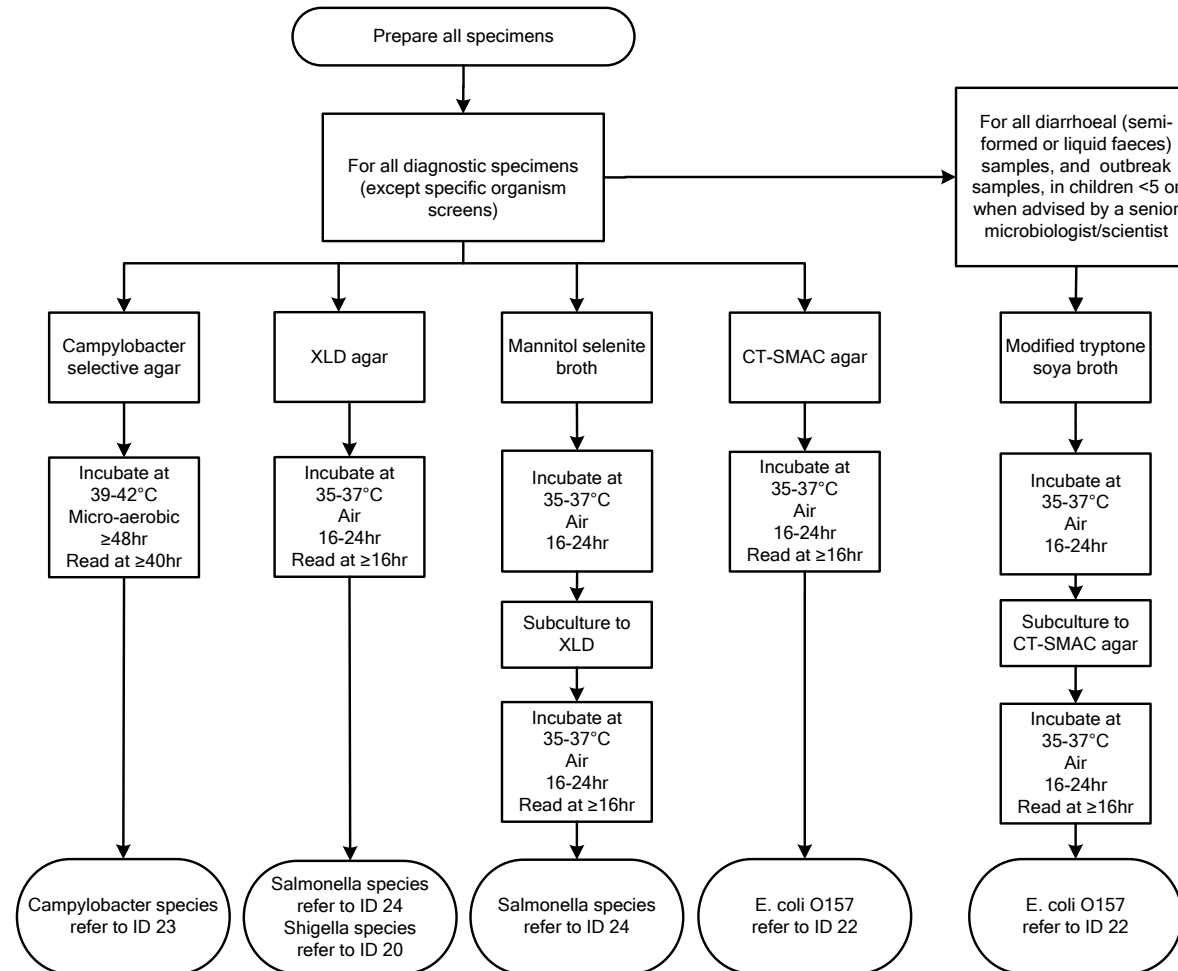 Prepare all specimens
For all diagnostic specimens
(except specific organism
screens)
For all diarrhoeal (semi-
formed or liquid faeces)
samples, and outbreak
samples, in children <5 or
when advised by a senior
microbiologist/scientist
Campylobacter
selective agar
XLD agar
Mannitol selenite
broth
CT-SMAC agar
Modified tryptone
soya broth
Incubate at
39-42°C
Micro-aerobic
≥48hr
Read at ≥40hr
Incubate at
35-37°C
Air
16-24hr
Read at ≥16hr
Incubate at
35-37°C
Air
16-24hr
Incubate at
35-37°C
Air
16-24hr
Read at ≥16hr
Incubate at
35-37°C
Air
16-24hr
Subculture to
XLD
Subculture to
CT-SMAC agar
Incubate at
35-37°C
Air
16-24hr
Read at ≥16hr
Incubate at
35-37°C
Air
16-24hr
Read at ≥16hr
Campylobacter species
refer to ID 23
Salmonella species
refer to ID 24
Shigella species
refer to ID 20
Salmonella species
refer to ID 24
E. coli O157
refer to ID 22
E. coli O157
refer to ID 22